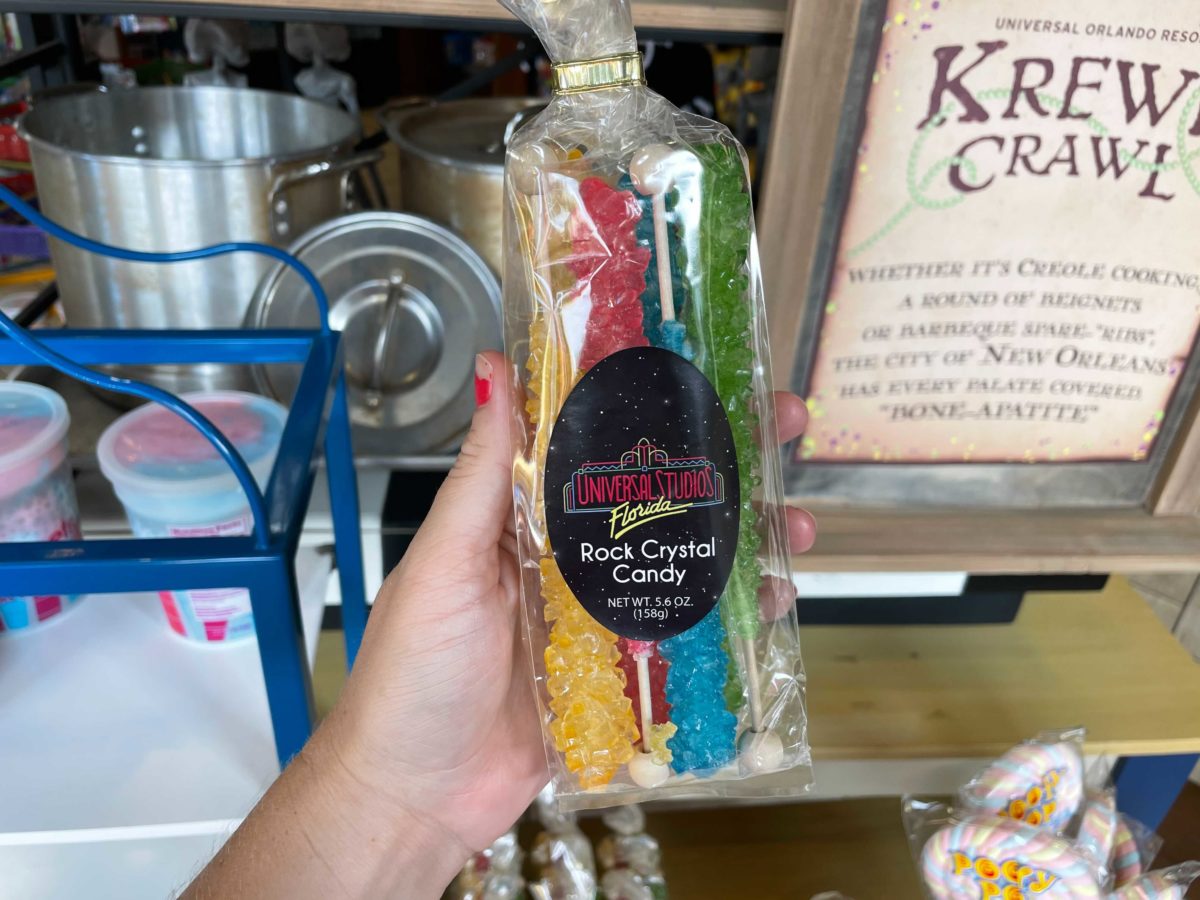 UNIVERSAL ORLANDO RESO
KREW
CRAWL
WHETHER IT'S CREOLE COOKING,
A ROUND OF BEIGNETS
OR BARBEQUE SPARE-"RIBS",
THE CITY OF NEW ORLEANS
HAS EVERY PALATE COVERED.
"BONE-APATITE"
UNIVERSAL STUDIOS
Florida
Rock Crystal
Candy
NET WT. 5.6 OZ.
(158g)